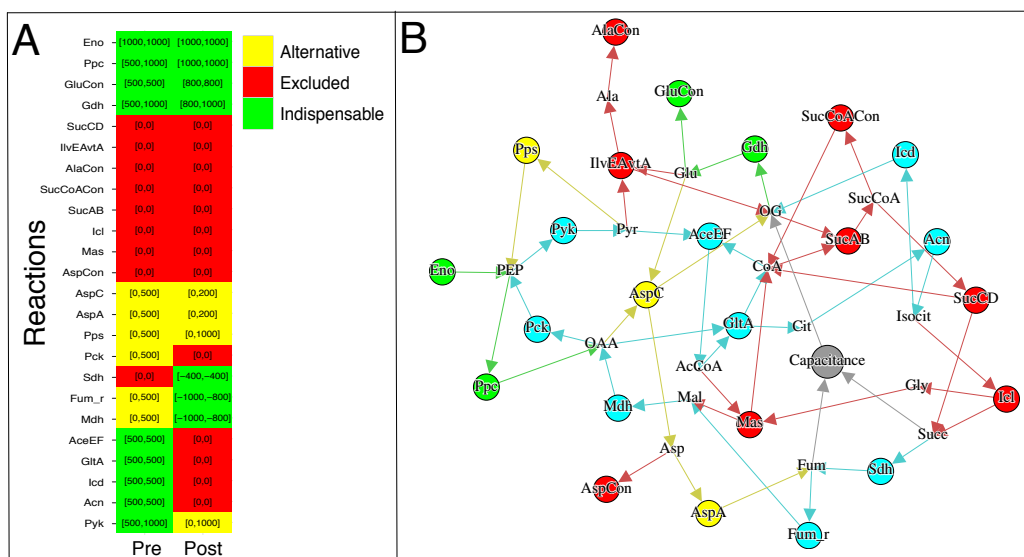 A
Reactions
Eno [1000,1000] [1000,1000]
Ppc [500,1000] [1000,1000]
GluCon [500,500] [800,800]
Gdh [500,1000] [800,1000]
SucCD [0,0] [0,0]
IlvEAvtA [0,0] [0,0]
AlaCon [0,0] [0,0]
SucCoACon [0,0] [0,0]
SucAB [0,0] [0,0]
Icl [0,0] [0,0]
Mas [0,0] [0,0]
AspCon [0,0] [0,0]
AspC [0,500] [0,200]
AspA [0,500] [0,200]
Pps [0,500] [0,1000]
Pck [0,500] [0,0]
Sdh [0,0] [−400,−400]
Fum_r [0,500] [−1000,−800]
Mdh [0,500] [−1000,−800]
AceEF [500,500] [0,0]
GltA [500,500] [0,0]
Icd [500,500] [0,0]
Acn [500,500] [0,0]
Pyk [500,1000] [0,1000]
Pre Post
Alternative
Excluded
Indispensable
B
AlaCon
Ala
GluCon
SucCoACon
Pps
IlvEAvtA
Glu
Gdh
Icd
SucCoA
OG
Pyk
Pyr
AceEF
SucAB
Acn
Eno
PEP
CoA
AspC
SucCD
Isocit
Pck
OAA
GltA
Cit
AcCoA
Capacitance
Ppc
Gly
Icl
Mdh
Mal
Mas
Succ
Asp
Fum
Sdh
AspCon
AspA
Fum_r